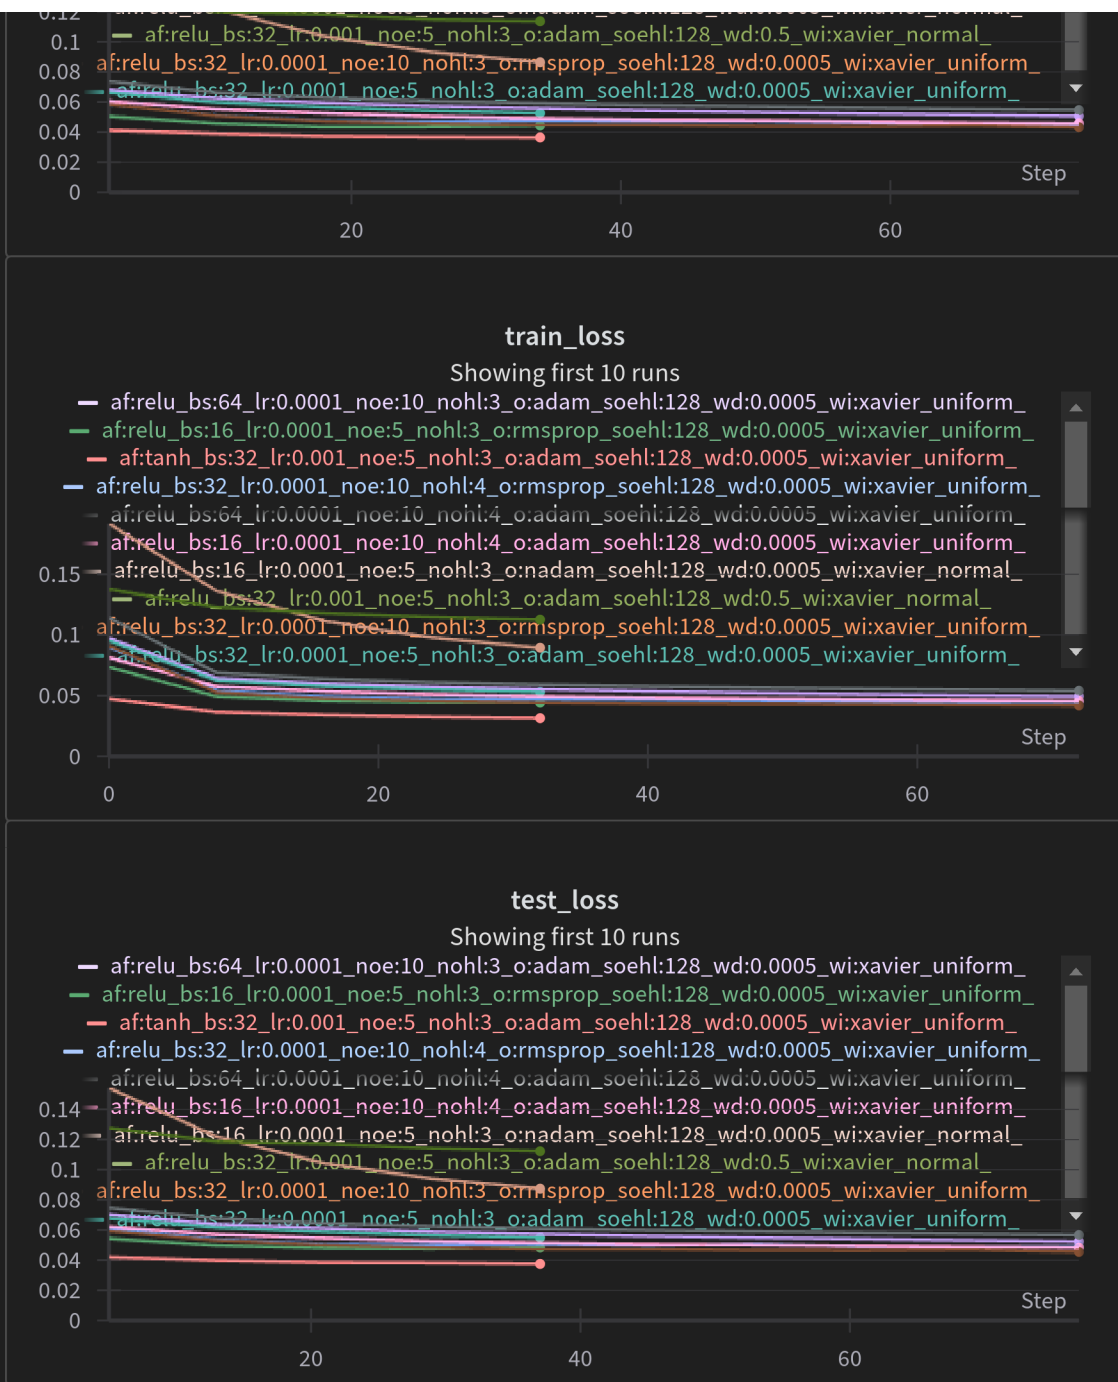 0.12
af:relu_bs:32_lr:0.001_noe:5_nohl:3_o:adam_soehl:128_wd:0.5_wi:xavier_normal_
0.1
af:relu_bs:32_lr:0.0001_noe:10_nohl:3_o:rmsprop_soehl:128_wd:0.0005_wi:xavier_uniform_
0.08
af:relu_bs:32_lr:0.0001_noe:5_nohl:3_o:adam_soehl:128_wd:0.0005_wi:xavier_uniform_
0.06
0.04
0.02
Step
0
20 40 60
train_loss
Showing first 10 runs
af:relu_bs:64_lr:0.0001_noe:10_nohl:3_o:adam_soehl:128_wd:0.0005_wi:xavier_uniform_
af:relu_bs:16_lr:0.0001_noe:5_nohl:3_o:rmsprop_soehl:128_wd:0.0005_wi:xavier_uniform_
af:tanh_bs:32_lr:0.001_noe:5_nohl:3_o:adam_soehl:128_wd:0.0005_wi:xavier_uniform_
af:relu_bs:32_lr:0.0001_noe:10_nohl:4_o:rmsprop_soehl:128_wd:0.0005_wi:xavier_uniform_
af:relu_bs:64_lr:0.0001_noe:10_nohl:4_o:adam_soehl:128_wd:0.0005_wi:xavier_uniform_
af:relu_bs:16_lr:0.0001_noe:10_nohl:4_o:adam_soehl:128_wd:0.0005_wi:xavier_uniform_
af:relu_bs:16_lr:0.0001_noe:5_nohl:3_o:nadam_soehl:128_wd:0.0005_wi:xavier_normal_
0.15
af:relu_bs:32_lr:0.001_noe:5_nohl:3_o:adam_soehl:128_wd:0.5_wi:xavier_normal_
af:relu_bs:32_lr:0.0001_noe:10_nohl:3_o:rmsprop_soehl:128_wd:0.0005_wi:xavier_uniform_
0.1
af:relu_bs:32_lr:0.0001_noe:5_nohl:3_o:adam_soehl:128_wd:0.0005_wi:xavier_uniform_
0.05
Step
0
0 20 40 60
test_loss
Showing first 10 runs
af:relu_bs:64_lr:0.0001_noe:10_nohl:3_o:adam_soehl:128_wd:0.0005_wi:xavier_uniform_
af:relu_bs:16_lr:0.0001_noe:5_nohl:3_o:rmsprop_soehl:128_wd:0.0005_wi:xavier_uniform_
af:tanh_bs:32_lr:0.001_noe:5_nohl:3_o:adam_soehl:128_wd:0.0005_wi:xavier_uniform_
af:relu_bs:32_lr:0.0001_noe:10_nohl:4_o:rmsprop_soehl:128_wd:0.0005_wi:xavier_uniform_
af:relu_bs:64_lr:0.0001_noe:10_nohl:4_o:adam_soehl:128_wd:0.0005_wi:xavier_uniform_
0.14
af:relu_bs:16_lr:0.0001_noe:10_nohl:4_o:adam_soehl:128_wd:0.0005_wi:xavier_uniform_
af:relu_bs:16_lr:0.0001_noe:5_nohl:3_o:nadam_soehl:128_wd:0.0005_wi:xavier_normal_
0.12
af:relu_bs:32_lr:0.001_noe:5_nohl:3_o:adam_soehl:128_wd:0.5_wi:xavier_normal_
0.1
af:relu_bs:32_lr:0.0001_noe:10_nohl:3_o:rmsprop_soehl:128_wd:0.0005_wi:xavier_uniform_
0.08
af:relu_bs:32_lr:0.0001_noe:5_nohl:3_o:adam_soehl:128_wd:0.0005_wi:xavier_uniform_
0.06
0.04
0.02
Step
0
20 40 60